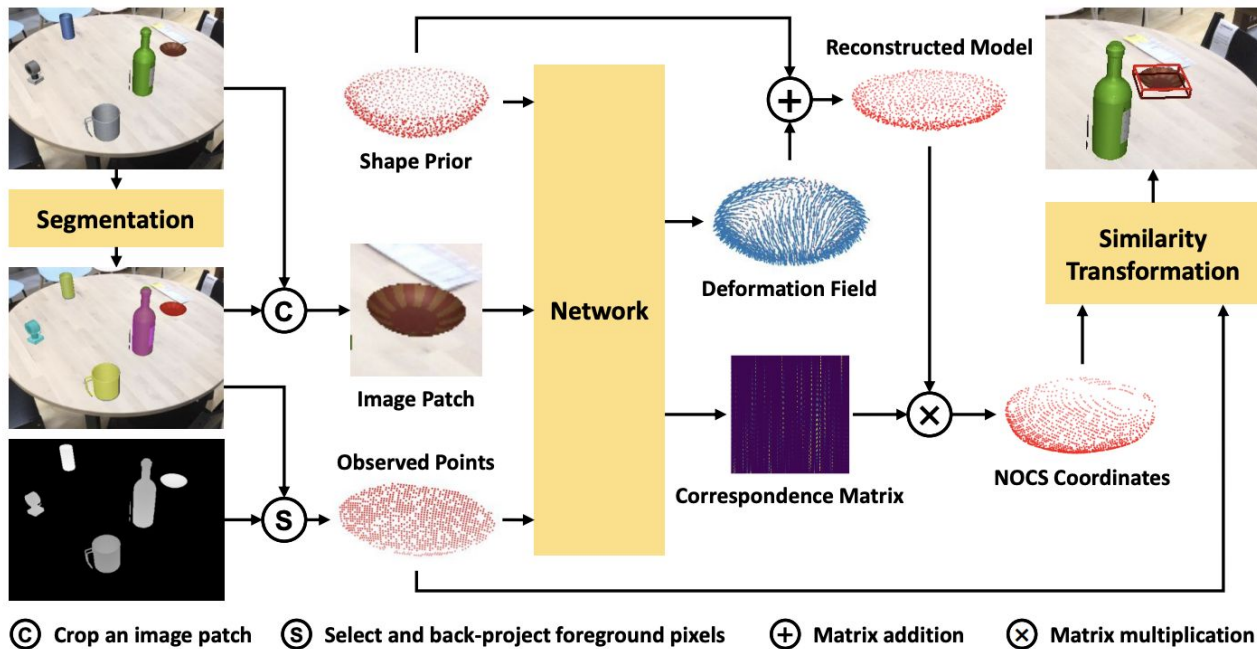 Segmentation
Shape Prior
Image Patch
Observed Points
Network
Reconstructed Model
Deformation Field
Correspondence Matrix
NOCS Coordinates
Similarity
Transformation
C
S
+
×
C Crop an image patch
S Select and back-project foreground pixels
+ Matrix addition
× Matrix multiplication